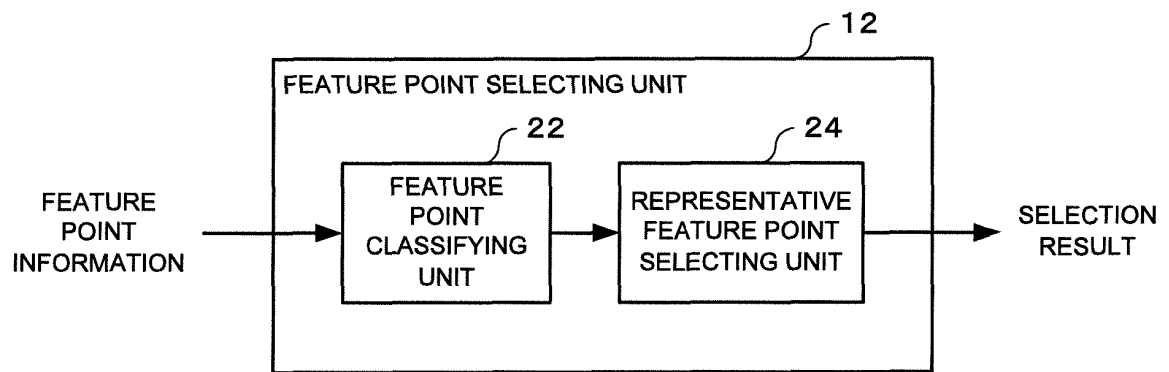 12
FEATURE POINT SELECTING UNIT
22
24
FEATURE
POINT
INFORMATION
FEATURE
POINT
CLASSIFYING
UNIT
REPRESENTATIVE
FEATURE POINT
SELECTING UNIT
SELECTION
RESULT